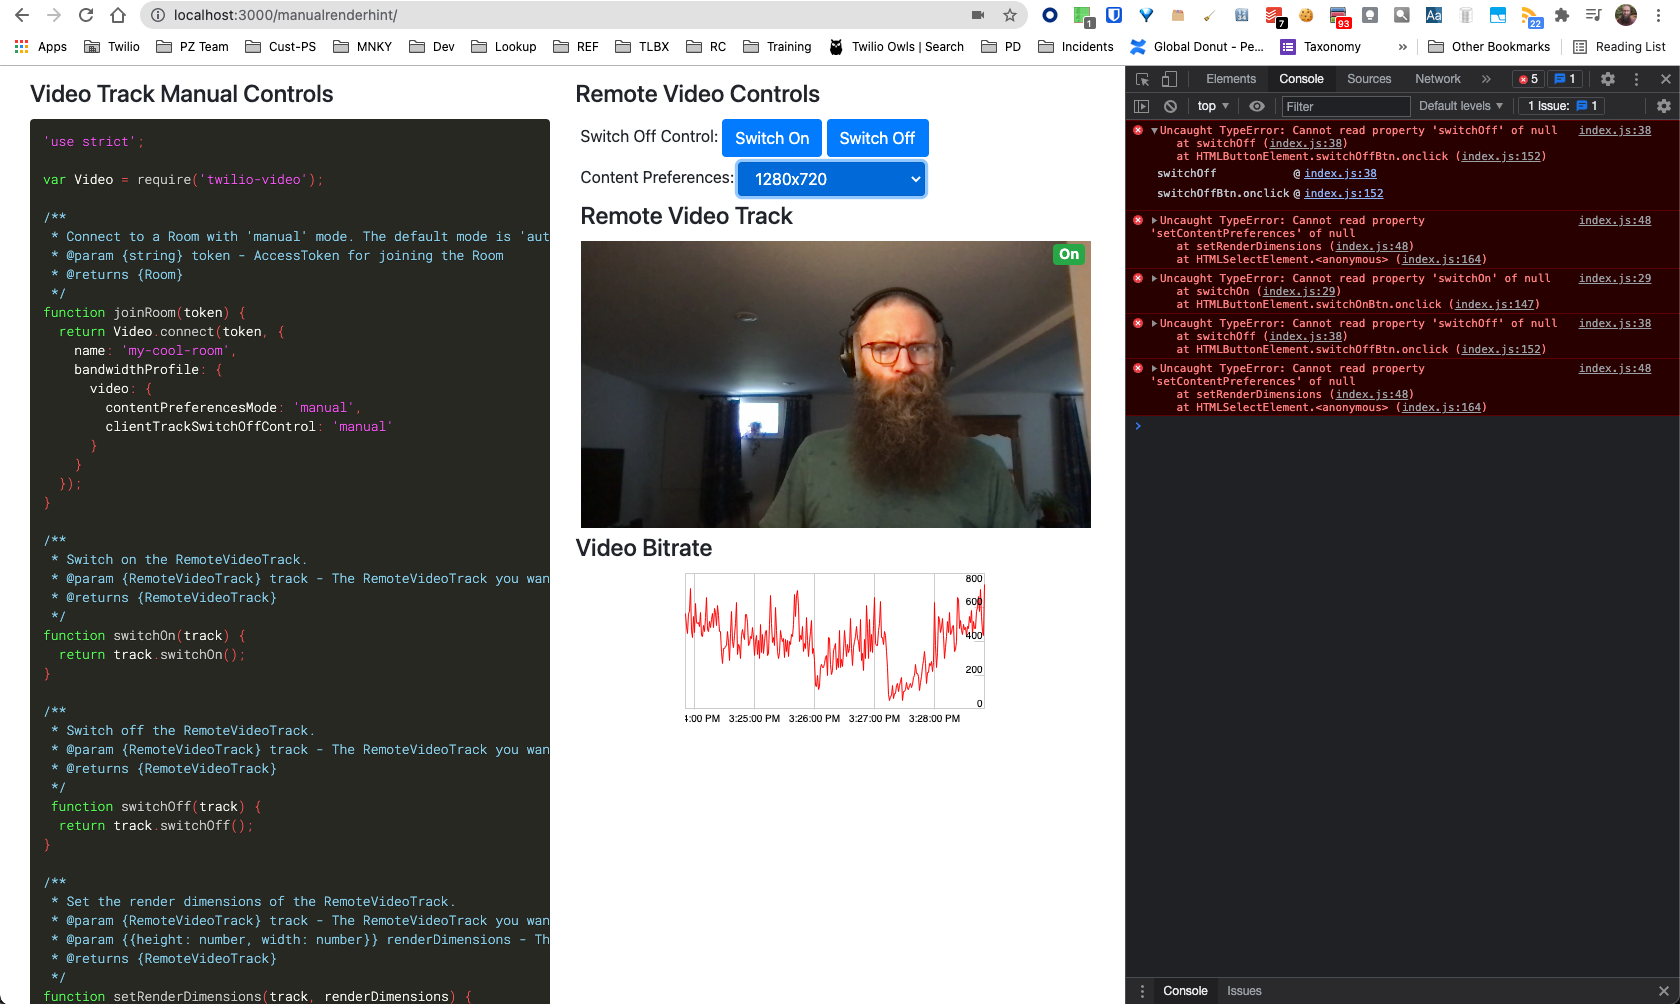 localhost:3000/manualrenderhint/
1
7
93
Aa
22
Apps
Twilio
PZ Team
Cust-PS
MNKY
Dev
Lookup
REF
TLBX
RC
Training
Twilio Owls | Search
PD
Incidents
Global Donut - Pe...
Taxonomy
»
Other Bookmarks
Reading List
Video Track Manual Controls
'use strict';
var Video = require('twilio-video');
/**
* Connect to a Room with 'manual' mode. The default mode is 'aut
* @param {string} token - AccessToken for joining the Room
* @returns {Room}
*/
function joinRoom(token) {
return Video.connect(token, {
name: 'my-cool-room',
bandwidthProfile: {
video: {
contentPreferencesMode: 'manual',
clientTrackSwitchOffControl: 'manual'
}
}
});
}
/**
* Switch on the RemoteVideoTrack.
* @param {RemoteVideoTrack} track - The RemoteVideoTrack you wan
* @returns {RemoteVideoTrack}
*/
function switchOn(track) {
return track.switchOn();
}
/**
* Switch off the RemoteVideoTrack.
* @param {RemoteVideoTrack} track - The RemoteVideoTrack you wan
* @returns {RemoteVideoTrack}
*/
function switchOff(track) {
return track.switchOff();
}
/**
* Set the render dimensions of the RemoteVideoTrack.
* @param {RemoteVideoTrack} track - The RemoteVideoTrack you wan
* @param {{height: number, width: number}} renderDimensions - Th
* @returns {RemoteVideoTrack}
*/
function setRenderDimensions(track, renderDimensions) {
Remote Video Controls
Switch Off Control: Switch On Switch Off
Content Preferences: 1280x720
Remote Video Track
On
Video Bitrate
800
600
400
200
0
4:00 PM 3:25:00 PM 3:26:00 PM 3:27:00 PM 3:28:00 PM
Elements Console Sources Network » 5 1
top Filter Default levels 1 Issue: 1
Uncaught TypeError: Cannot read property 'switchOff' of null index.js:38
at switchOff (index.js:38)
at HTMLButtonElement.switchOffBtn.onclick (index.js:152)
switchOff @ index.js:38
switchOffBtn.onclick @ index.js:152
Uncaught TypeError: Cannot read property index.js:48
'setContentPreferences' of null
at setRenderDimensions (index.js:48)
at HTMLSelectElement.<anonymous> (index.js:164)
Uncaught TypeError: Cannot read property 'switchOn' of null index.js:29
at switchOn (index.js:29)
at HTMLButtonElement.switchOnBtn.onclick (index.js:147)
Uncaught TypeError: Cannot read property 'switchOff' of null index.js:38
at switchOff (index.js:38)
at HTMLButtonElement.switchOffBtn.onclick (index.js:152)
Uncaught TypeError: Cannot read property index.js:48
'setContentPreferences' of null
at setRenderDimensions (index.js:48)
at HTMLSelectElement.<anonymous> (index.js:164)
Console Issues